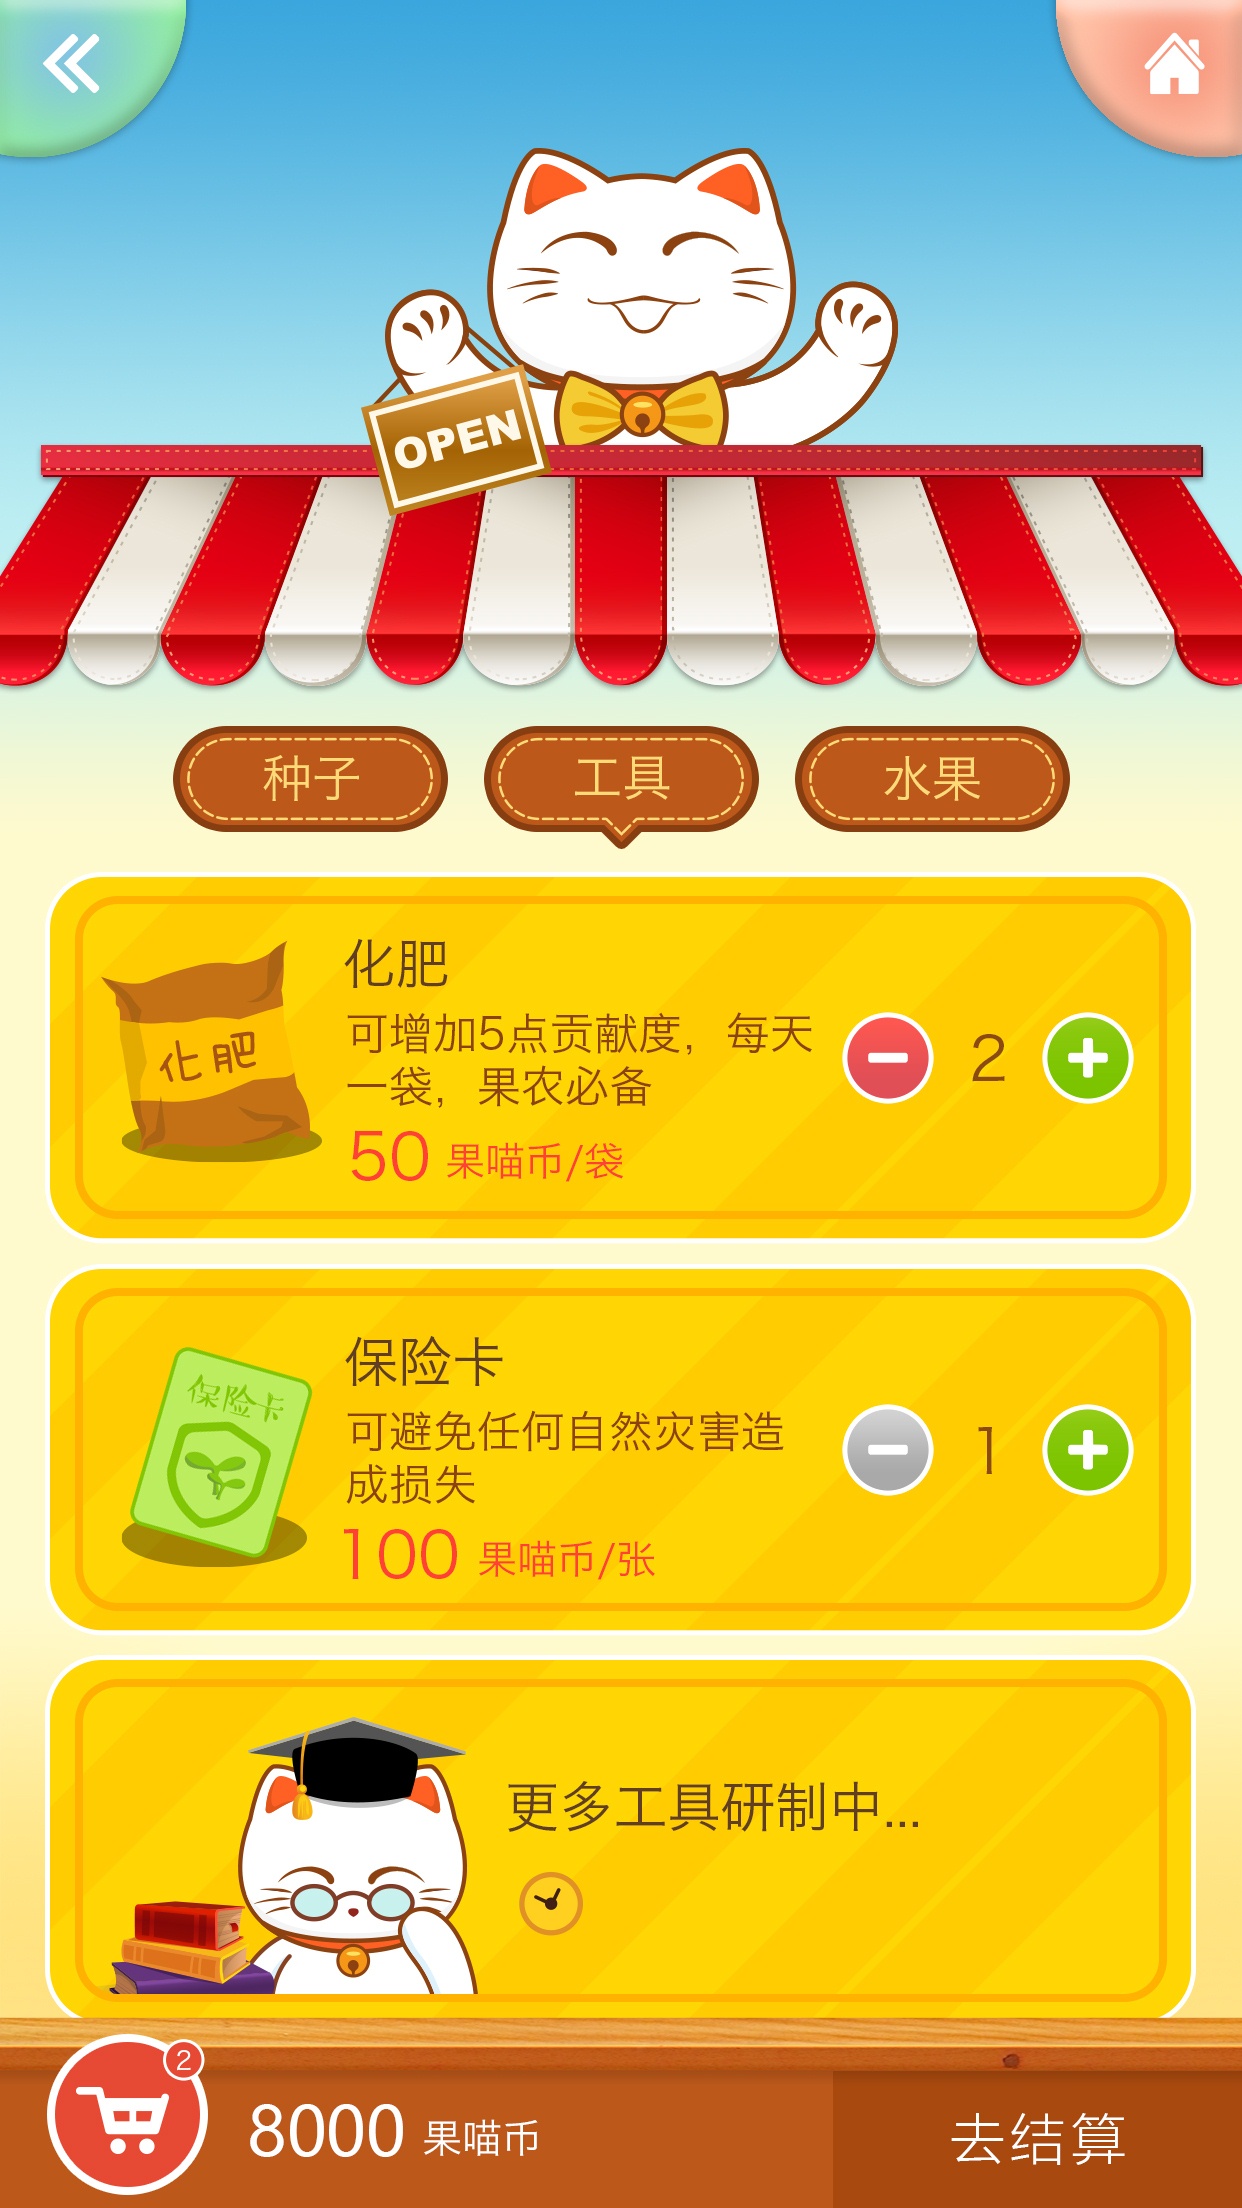 OPEN
种子
工具
水果
化肥
化肥
可增加5点贡献度，每天
一袋，果农必备
50 果喵币/袋
2
保险卡
保险卡
可避免任何自然灾害造
成损失
100 果喵币/张
1
更多工具研制中...
2
8000 果喵币
去结算